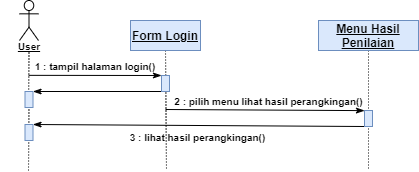 User
Form Login
Menu Hasil
Penilaian
1 : tampil halaman login()
2 : pilih menu lihat hasil perangkingan()
3 : lihat hasil perangkingan()